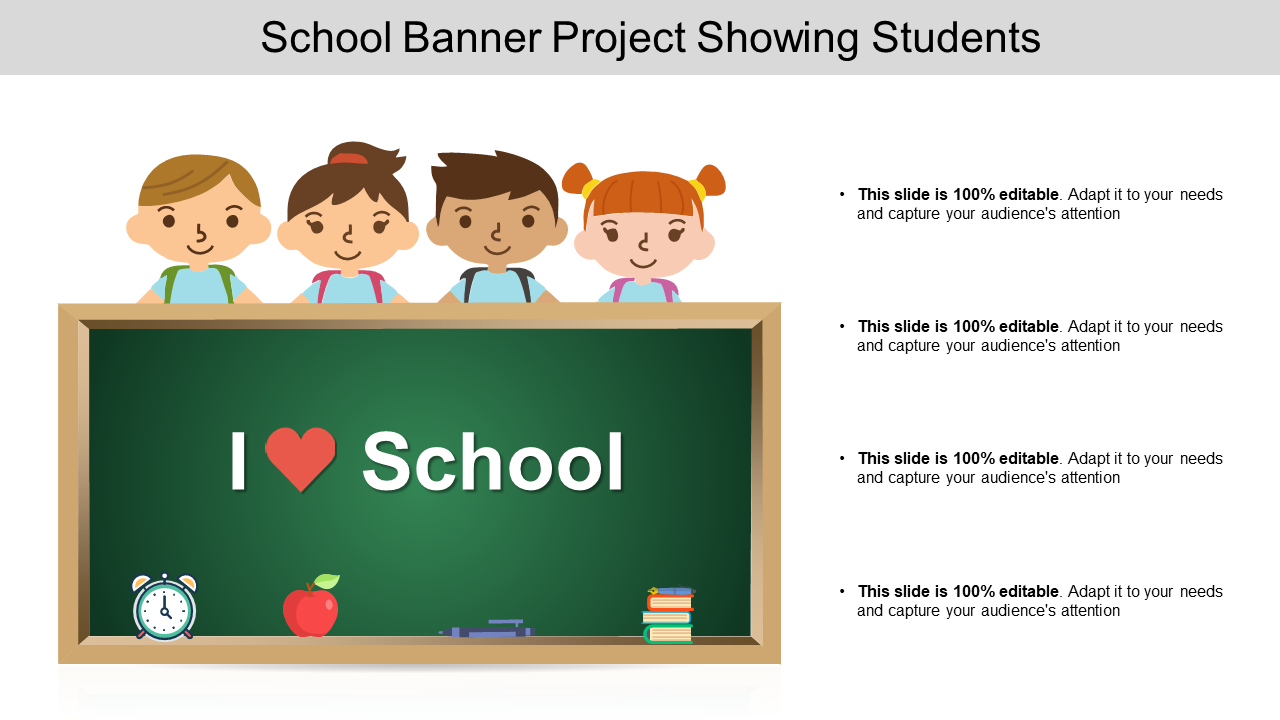 School Banner Project Showing Students
I ❤ School
• This slide is 100% editable. Adapt it to your needs
and capture your audience's attention
• This slide is 100% editable. Adapt it to your needs
and capture your audience's attention
• This slide is 100% editable. Adapt it to your needs
and capture your audience's attention
• This slide is 100% editable. Adapt it to your needs
and capture your audience's attention